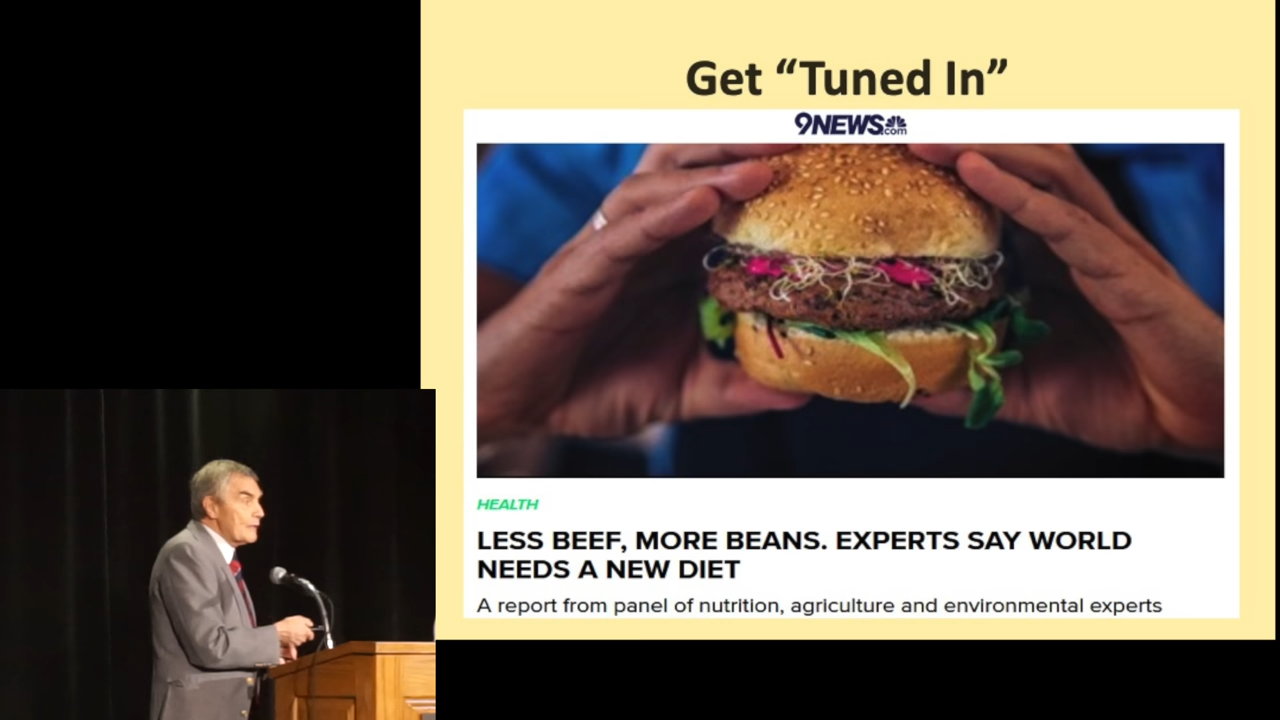 Get “Tuned In”
9NEWS.com
HEALTH
LESS BEEF, MORE BEANS. EXPERTS SAY WORLD
NEEDS A NEW DIET
A report from panel of nutrition, agriculture and environmental experts